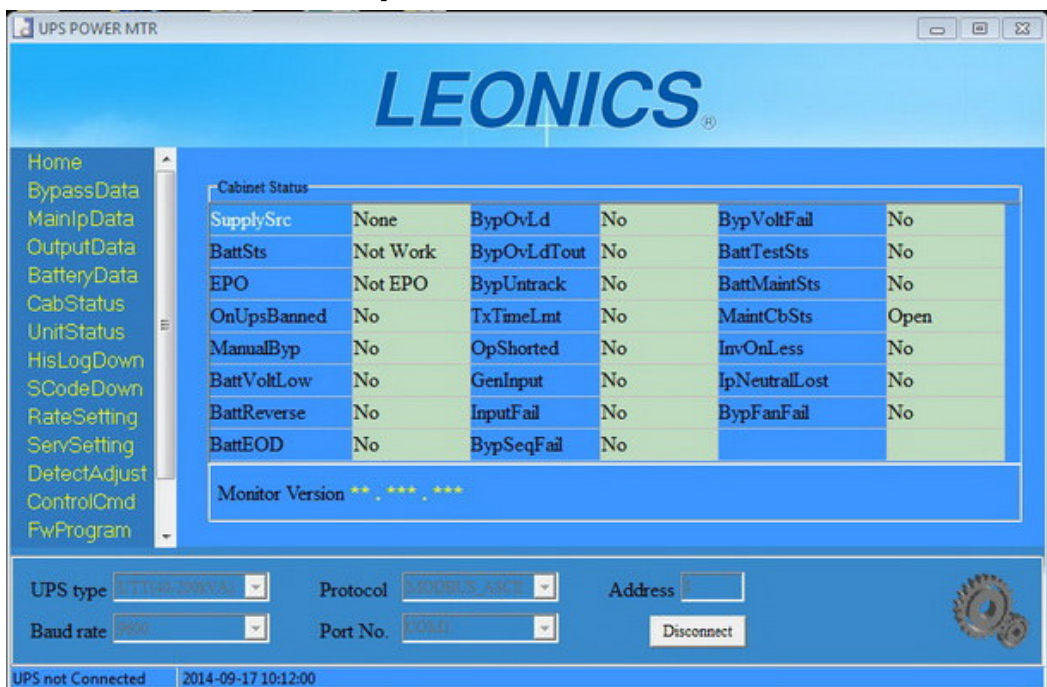 UPS POWER MTR
LEONICS®
Home
BypassData
MainIpData
OutputData
BatteryData
CabStatus
UnitStatus
HisLogDown
SCodeDown
RateSetting
ServSetting
DetectAdjust
ControlCmd
FwProgram
Cabinet Status
SupplySrc None BypOvLd No BypVoltFail No
BattSts Not Work BypOvLdTout No BattTestSts No
EPO Not EPO BypUntrack No BattMaintSts No
OnUpsBanned No TxTimeLmt No MaintCbSts Open
ManualByp No OpShorted No InvOnLess No
BattVoltLow No GenInput No IpNeutralLost No
BattReverse No InputFail No BypFanFail No
BattEOD No BypSeqFail No
Monitor Version ** . *** . ***
UPS type Protocol MODBUS_ASCII Address
Baud rate 9600 Port No. COM1 Disconnect
UPS not Connected 2014-09-17 10:12:00